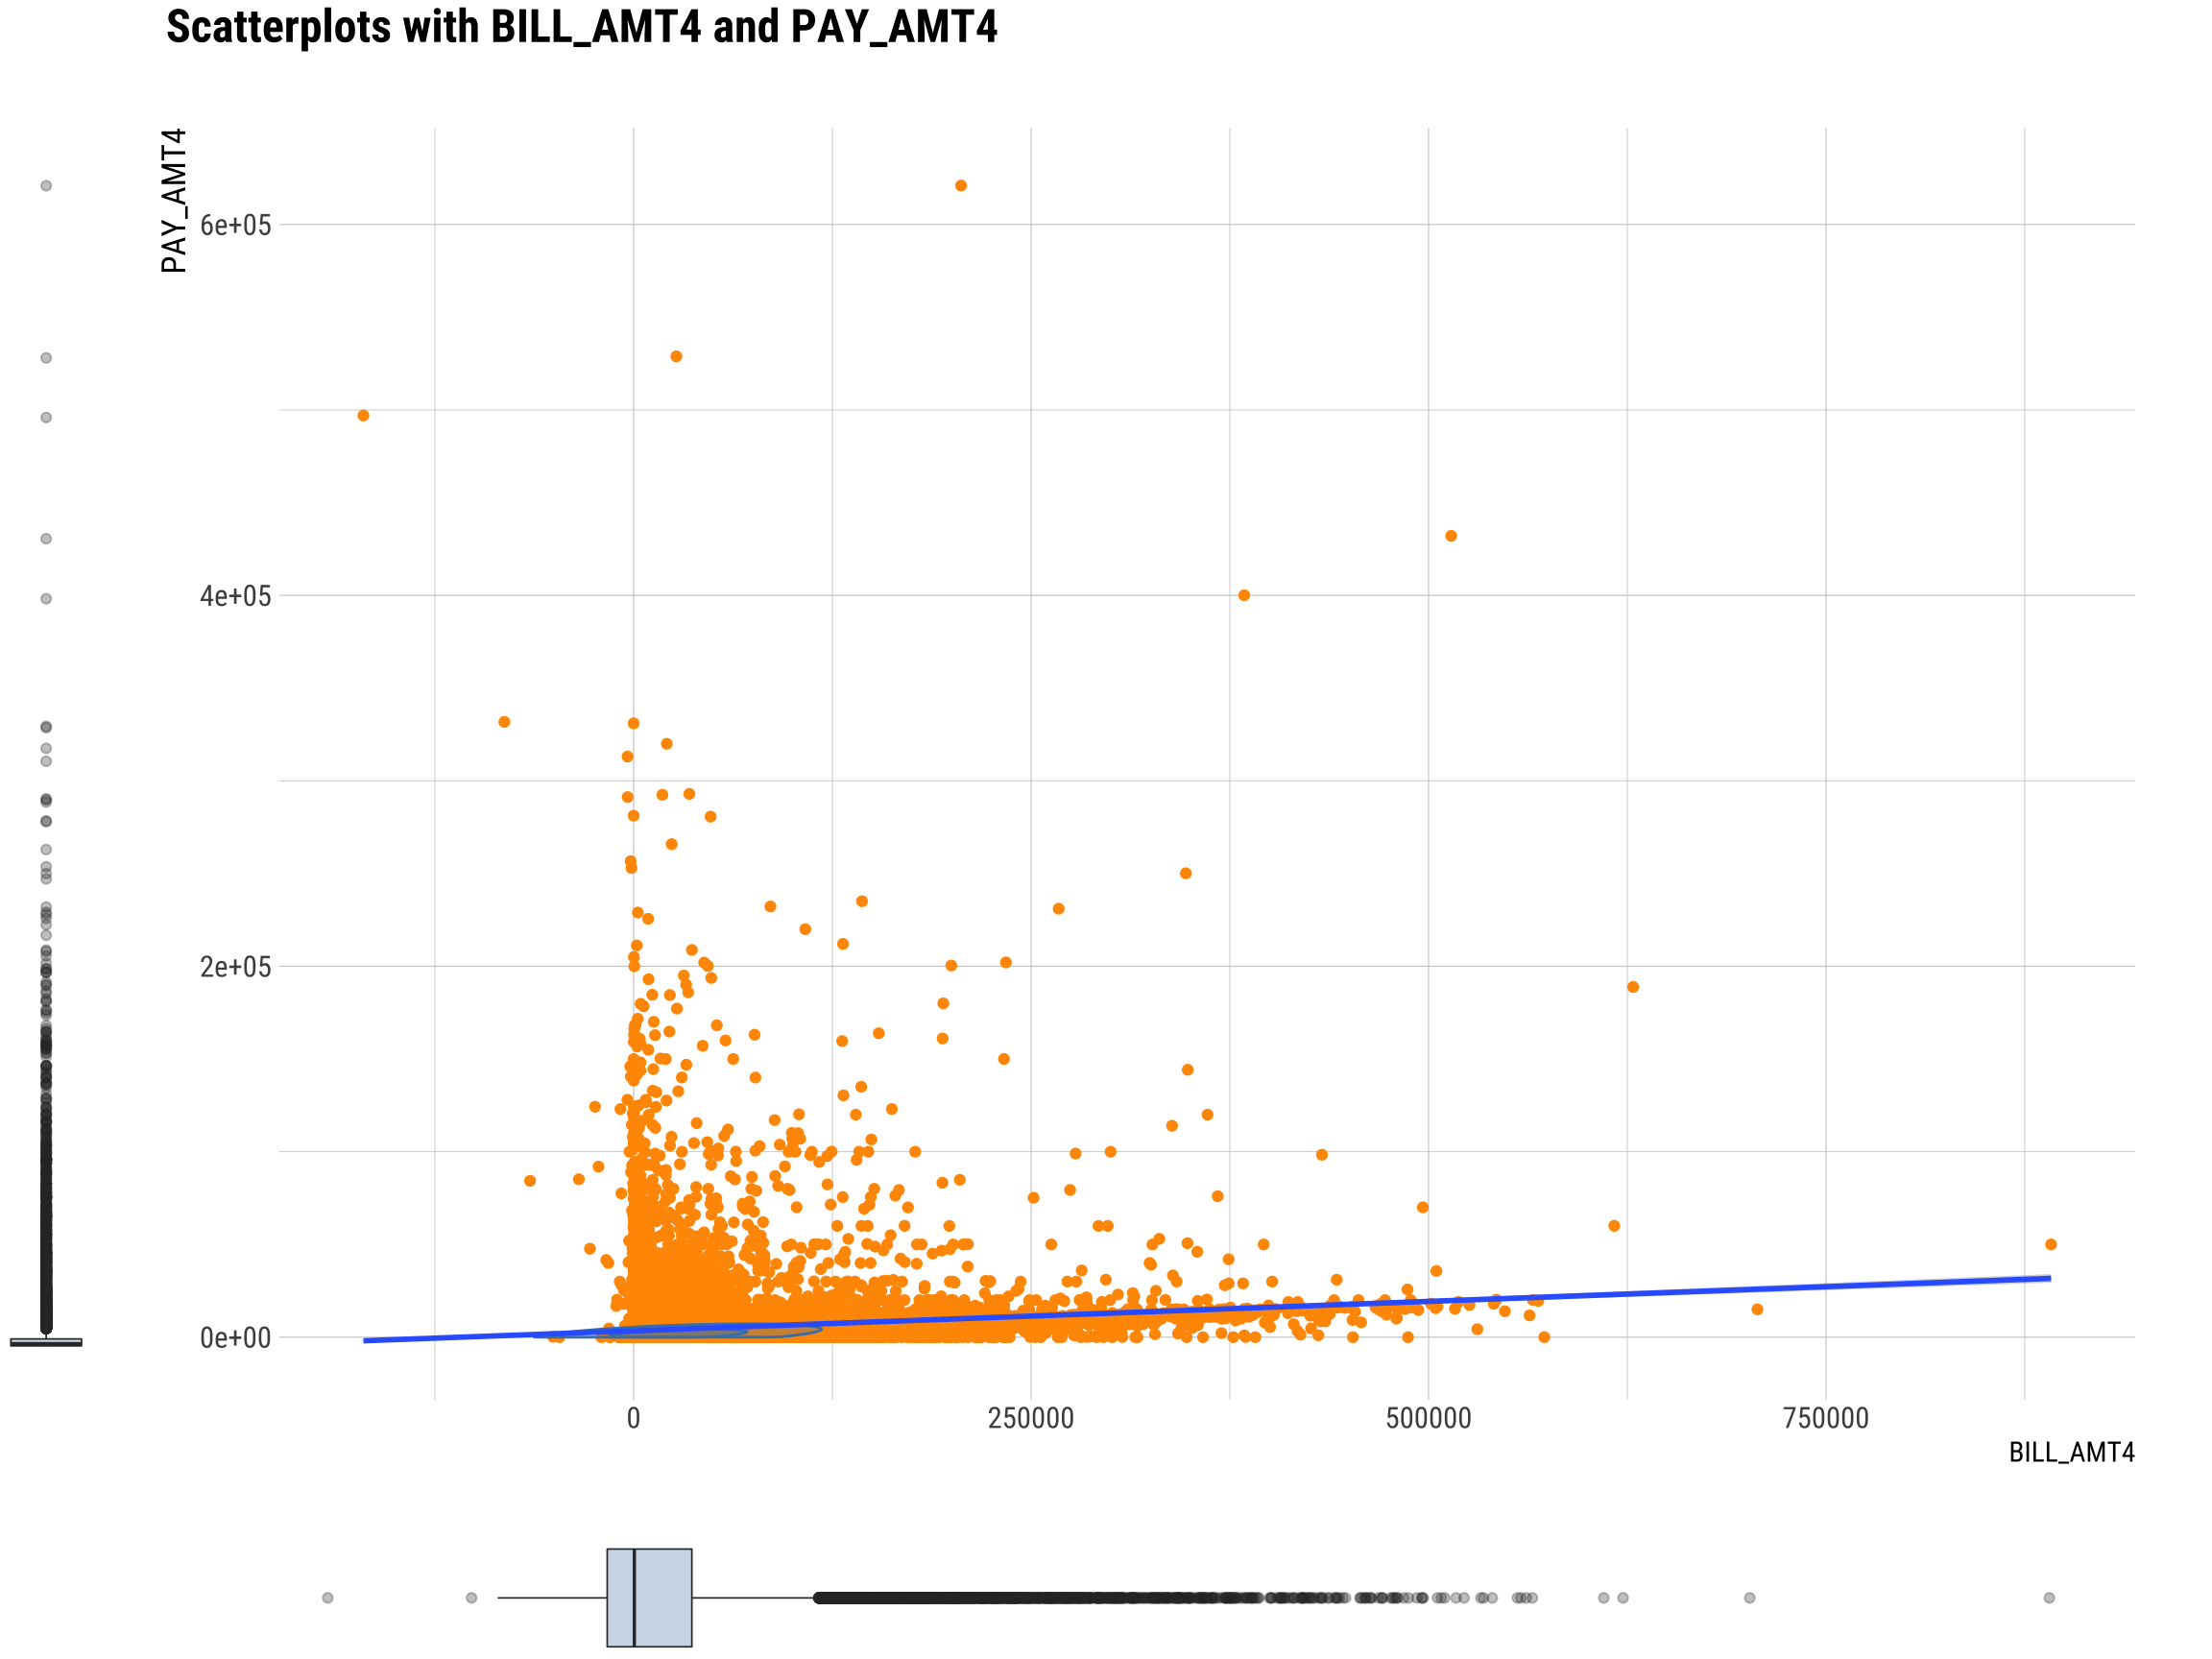 Scatterplots with BILL_AMT4 and PAY_AMT4
PAY_AMT4
6e+05
4e+05
2e+05
0e+00
0 250000 500000 750000
BILL_AMT4